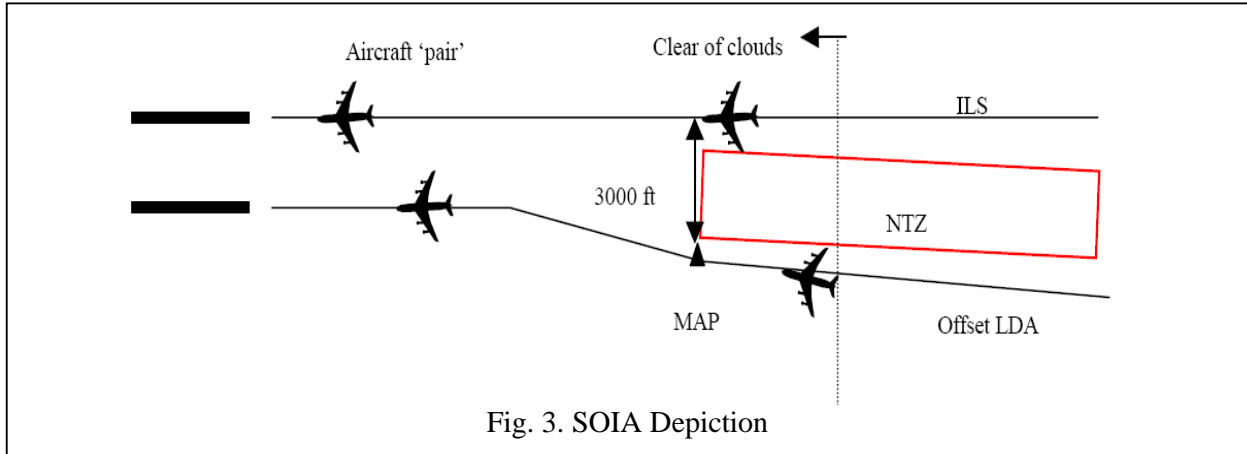 Aircraft ‘pair’
Clear of clouds
ILS
3000 ft
NTZ
MAP
Offset LDA
Fig. 3. SOIA Depiction